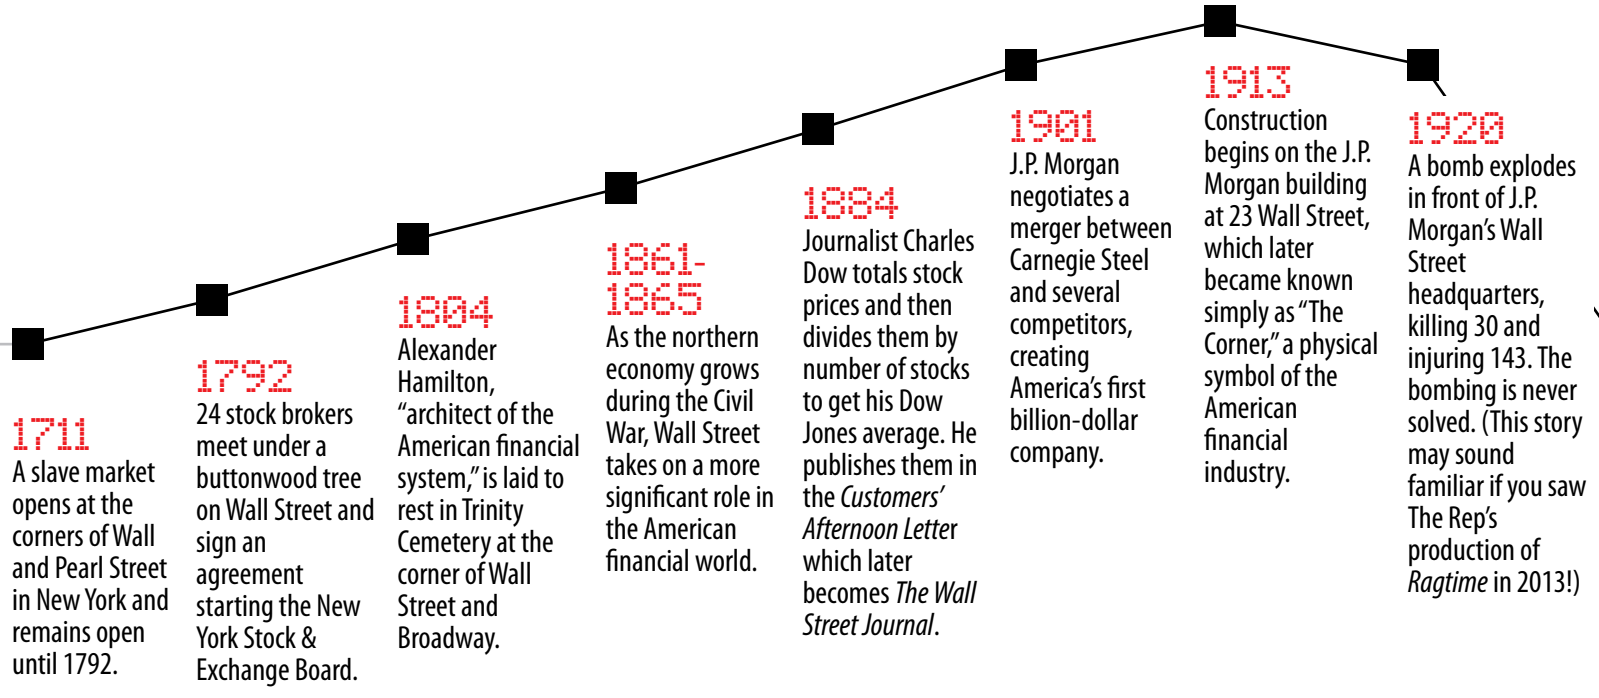 1711
A slave market
opens at the
corners of Wall
and Pearl Street
in New York and
remains open
until 1792.
1792
24 stock brokers
meet under a
buttonwood tree
on Wall Street and
sign an
agreement
starting the New
York Stock &
Exchange Board.
1804
Alexander
Hamilton,
“architect of the
American financial
system,” is laid to
rest in Trinity
Cemetery at the
corner of Wall
Street and
Broadway.
1861-
1865
As the northern
economy grows
during the Civil
War, Wall Street
takes on a more
significant role in
the American
financial world.
1884
Journalist Charles
Dow totals stock
prices and then
divides them by
number of stocks
to get his Dow
Jones average. He
publishes them in
the Customers’
Afternoon Letter
which later
becomes The Wall
Street Journal.
1901
J.P. Morgan
negotiates a
merger between
Carnegie Steel
and several
competitors,
creating
America’s first
billion-dollar
company.
1913
Construction
begins on the J.P.
Morgan building
at 23 Wall Street,
which later
became known
simply as “The
Corner,” a physical
symbol of the
American
financial
industry.
1920
A bomb explodes
in front of J.P.
Morgan’s Wall
Street
headquarters,
killing 30 and
injuring 143. The
bombing is never
solved. (This story
may sound
familiar if you saw
The Rep’s
production of
Ragtime in 2013!)